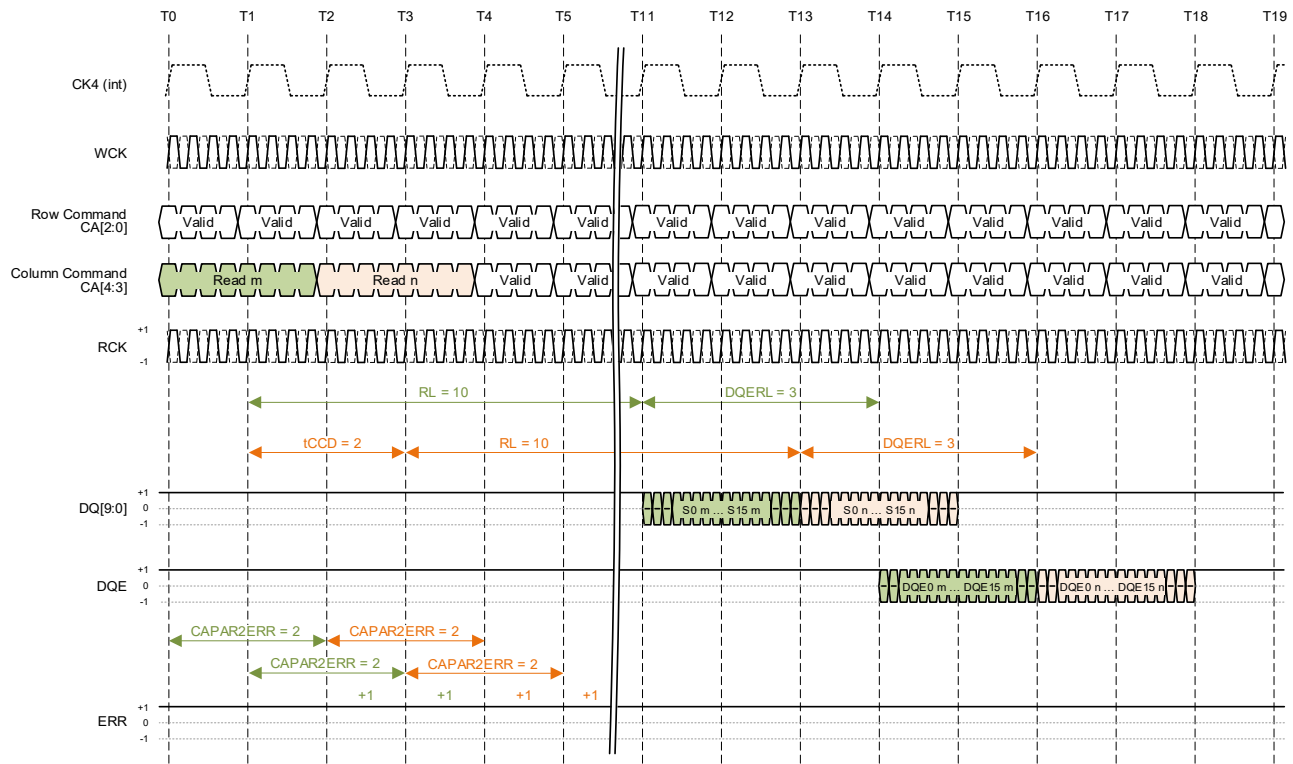 T0 T1 T2 T3 T4 T5 T11 T12 T13 T14 T15 T16 T17 T18 T19
CK4 (int)
WCK
Row Command
CA[2:0]
Valid Valid Valid Valid Valid Valid Valid Valid Valid Valid Valid Valid Valid Valid
Column Command
CA[4:3]
Read m Read n Valid Valid Valid Valid Valid Valid Valid Valid Valid Valid
RCK
+1
-1
RL = 10 DQERL = 3
tCCD = 2 RL = 10 DQERL = 3
DQ[9:0]
+1
0
-1
S0 m ... S15 m S0 n ... S15 n
DQE
+1
0
-1
DQE0 m ... DQE15 m DQE0 n ... DQE15 n
CAPAR2ERR = 2 CAPAR2ERR = 2
CAPAR2ERR = 2 CAPAR2ERR = 2
+1 +1 +1 +1
ERR
+1
0
-1